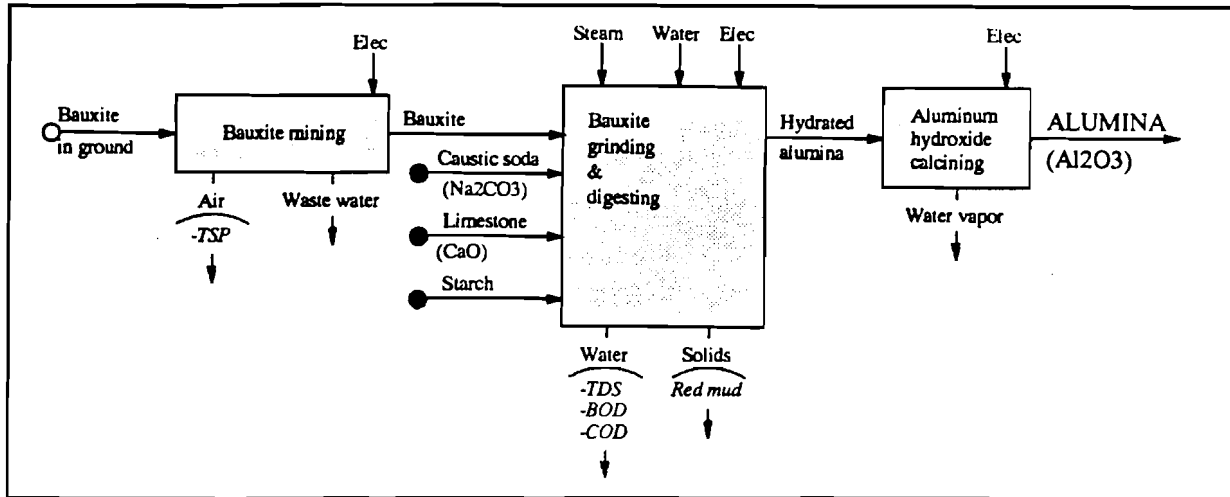 Elec
Bauxite
in ground
Bauxite mining
Air
-TSP
Waste water
Bauxite
Caustic soda
(Na2CO3)
Limestone
(CaO)
Starch
Steam
Water
Elec
Bauxite
grinding
&
digesting
Water
-TDS
-BOD
-COD
Solids
Red mud
Hydrated
alumina
Elec
Aluminum
hydroxide
calcining
Water vapor
ALUMINA
(Al2O3)